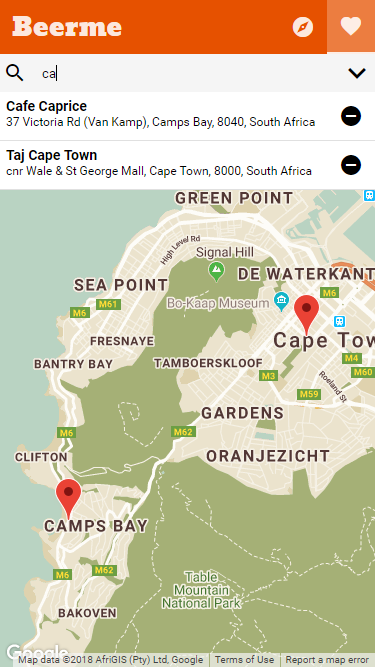 Beerme
ca
Cafe Caprice
37 Victoria Rd (Van Kamp), Camps Bay, 8040, South Africa
Taj Cape Town
cnr Wale & St George Mall, Cape Town, 8000, South Africa
GREEN POINT
High Level Rd
Signal Hill
DE WATERKANT
SEA POINT
M61
M6
M6
Bo-Kaap Museum
Cape Tow
FRESNAYE
BANTRY BAY
TAMBOERSKLOOF
M4
M60
M3
Roeland St
M59
GARDENS
M6
M62
CLIFTON
ORANJEZICHT
CAMPS BAY
M6
M62
Table
Mountain
National Park
BAKOVEN
Google
Map data ©2018 AfriGIS (Pty) Ltd, Google
Terms of Use
Report a map error